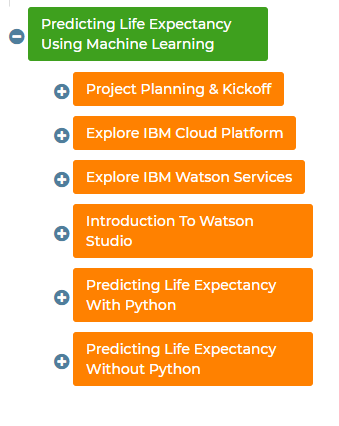 Predicting Life Expectancy
Using Machine Learning
Project Planning & Kickoff
Explore IBM Cloud Platform
Explore IBM Watson Services
Introduction To Watson
Studio
Predicting Life Expectancy
With Python
Predicting Life Expectancy
Without Python